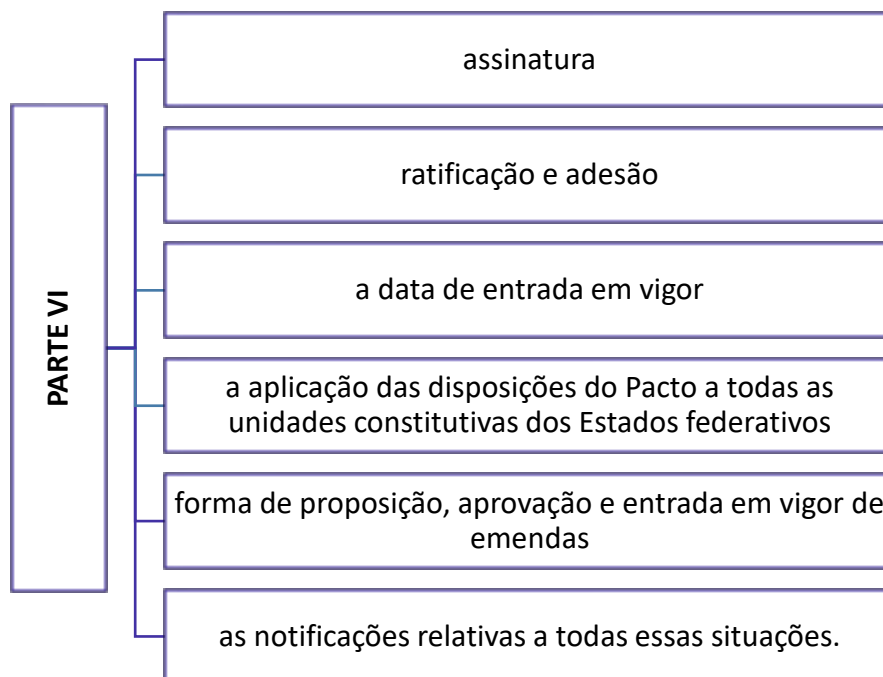 PARTE VI
assinatura
ratificação e adesão
a data de entrada em vigor
a aplicação das disposições do Pacto a todas as
unidades constitutivas dos Estados federativos
forma de proposição, aprovação e entrada em vigor de
emendas
as notificações relativas a todas essas situações.